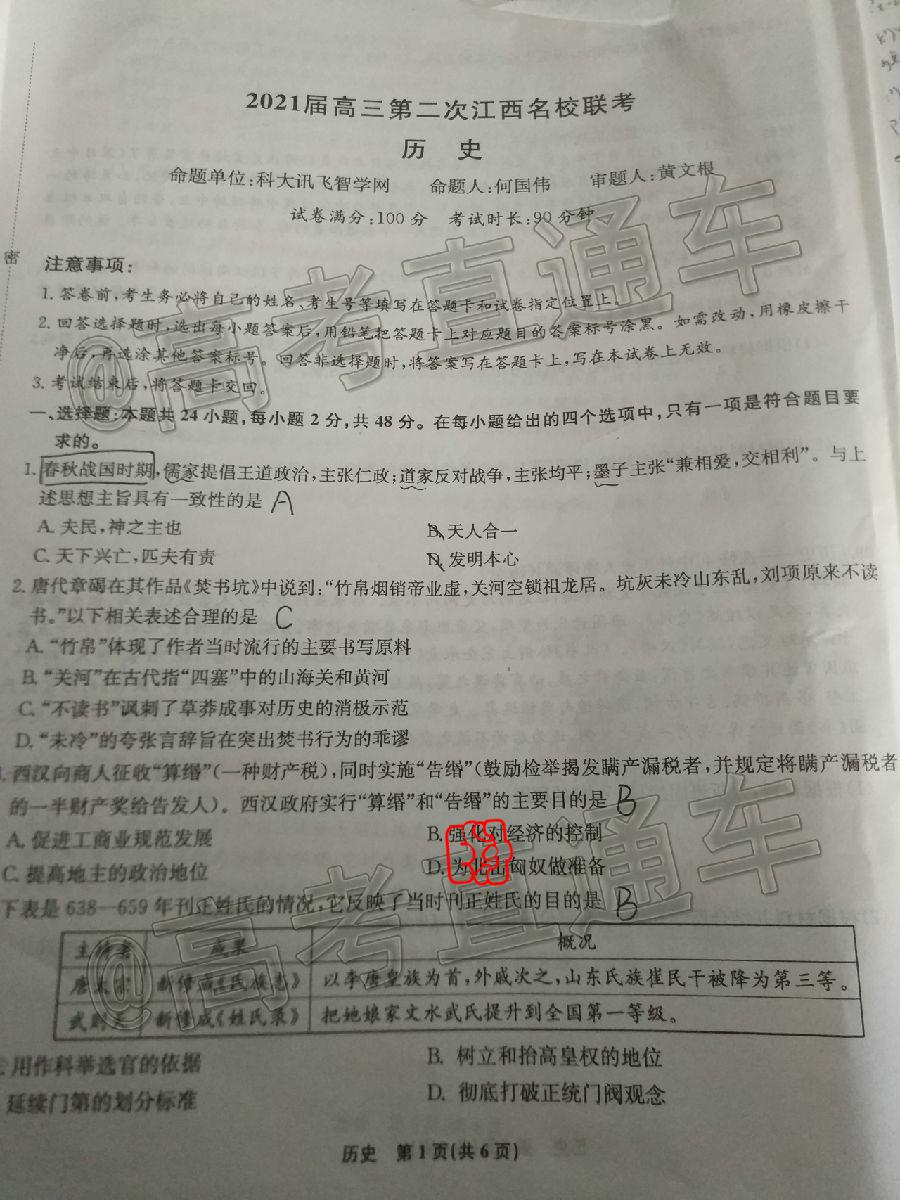 2021届高三第二次江西名校联考
历 史
命题单位:科大讯飞智学网 命题人:何国伟 审题人:黄文根
试卷满分:100分 考试时长:90分钟
密
注意事项:
1.答卷前,考生务必将自己的姓名、考生号等填写在答题卡和试卷指定位置上。
2.回答选择题时,选出每小题答案后,用铅笔把答题卡上对应题目的答案标号涂黑。如需改动,用橡皮擦干
净后,再选涂其他答案标号。回答非选择题时,将答案写在答题卡上,写在本试卷上无效。
3.考试结束后,将答题卡交回。
一、选择题:本题共24小题,每小题2分,共48分。在每小题给出的四个选项中,只有一项是符合题目要
求的。
1.春秋战国时期,儒家提倡王道政治,主张仁政;道家反对战争,主张均平;墨子主张“兼相爱,交相利”。与上
述思想主旨具有一致性的是 A
A.夫民,神之主也 B.天人合一
C.天下兴亡,匹夫有责 D.发明本心
2.唐代章碣在其作品《焚书坑》中说到:“竹帛烟销帝业虚,关河空锁祖龙居。坑灰未冷山东乱,刘项原来不读
书。”以下相关表述合理的是 C
A.“竹帛”体现了作者当时流行的主要书写原料
B.“关河”在古代指“四塞”中的山海关和黄河
C.“不读书”讽刺了草莽成事对历史的消极示范
D.“未冷”的夸张言辞旨在突出焚书行为的乖谬
西汉向商人征收“算缗”(一种财产税),同时实施“告缗”(鼓励检举揭发瞒产漏税者,并规定将瞒产漏税者
的一半财产奖给告发人)。西汉政府实行“算缗”和“告缗”的主要目的是 B
A.促进工商业规范发展 B.强化对经济的控制
C.提高地主的政治地位 D.为北击匈奴做准备
下表是638—659年刊正姓氏的情况,它反映了当时刊正姓氏的目的是 B
主持者 成果 概况
唐太宗 新修成《氏族志》 以李唐皇族为首,外戚次之,山东氏族崔民干被降为第三等。
武则天 新修成《姓氏录》 把她娘家文水武氏提升到全国第一等级。
用作科举选官的依据 B. 树立和抬高皇权的地位
延续门第的划分标准 D. 彻底打破正统门阀观念
历史 第1页(共6页)
@高考直通车
@高考直通车